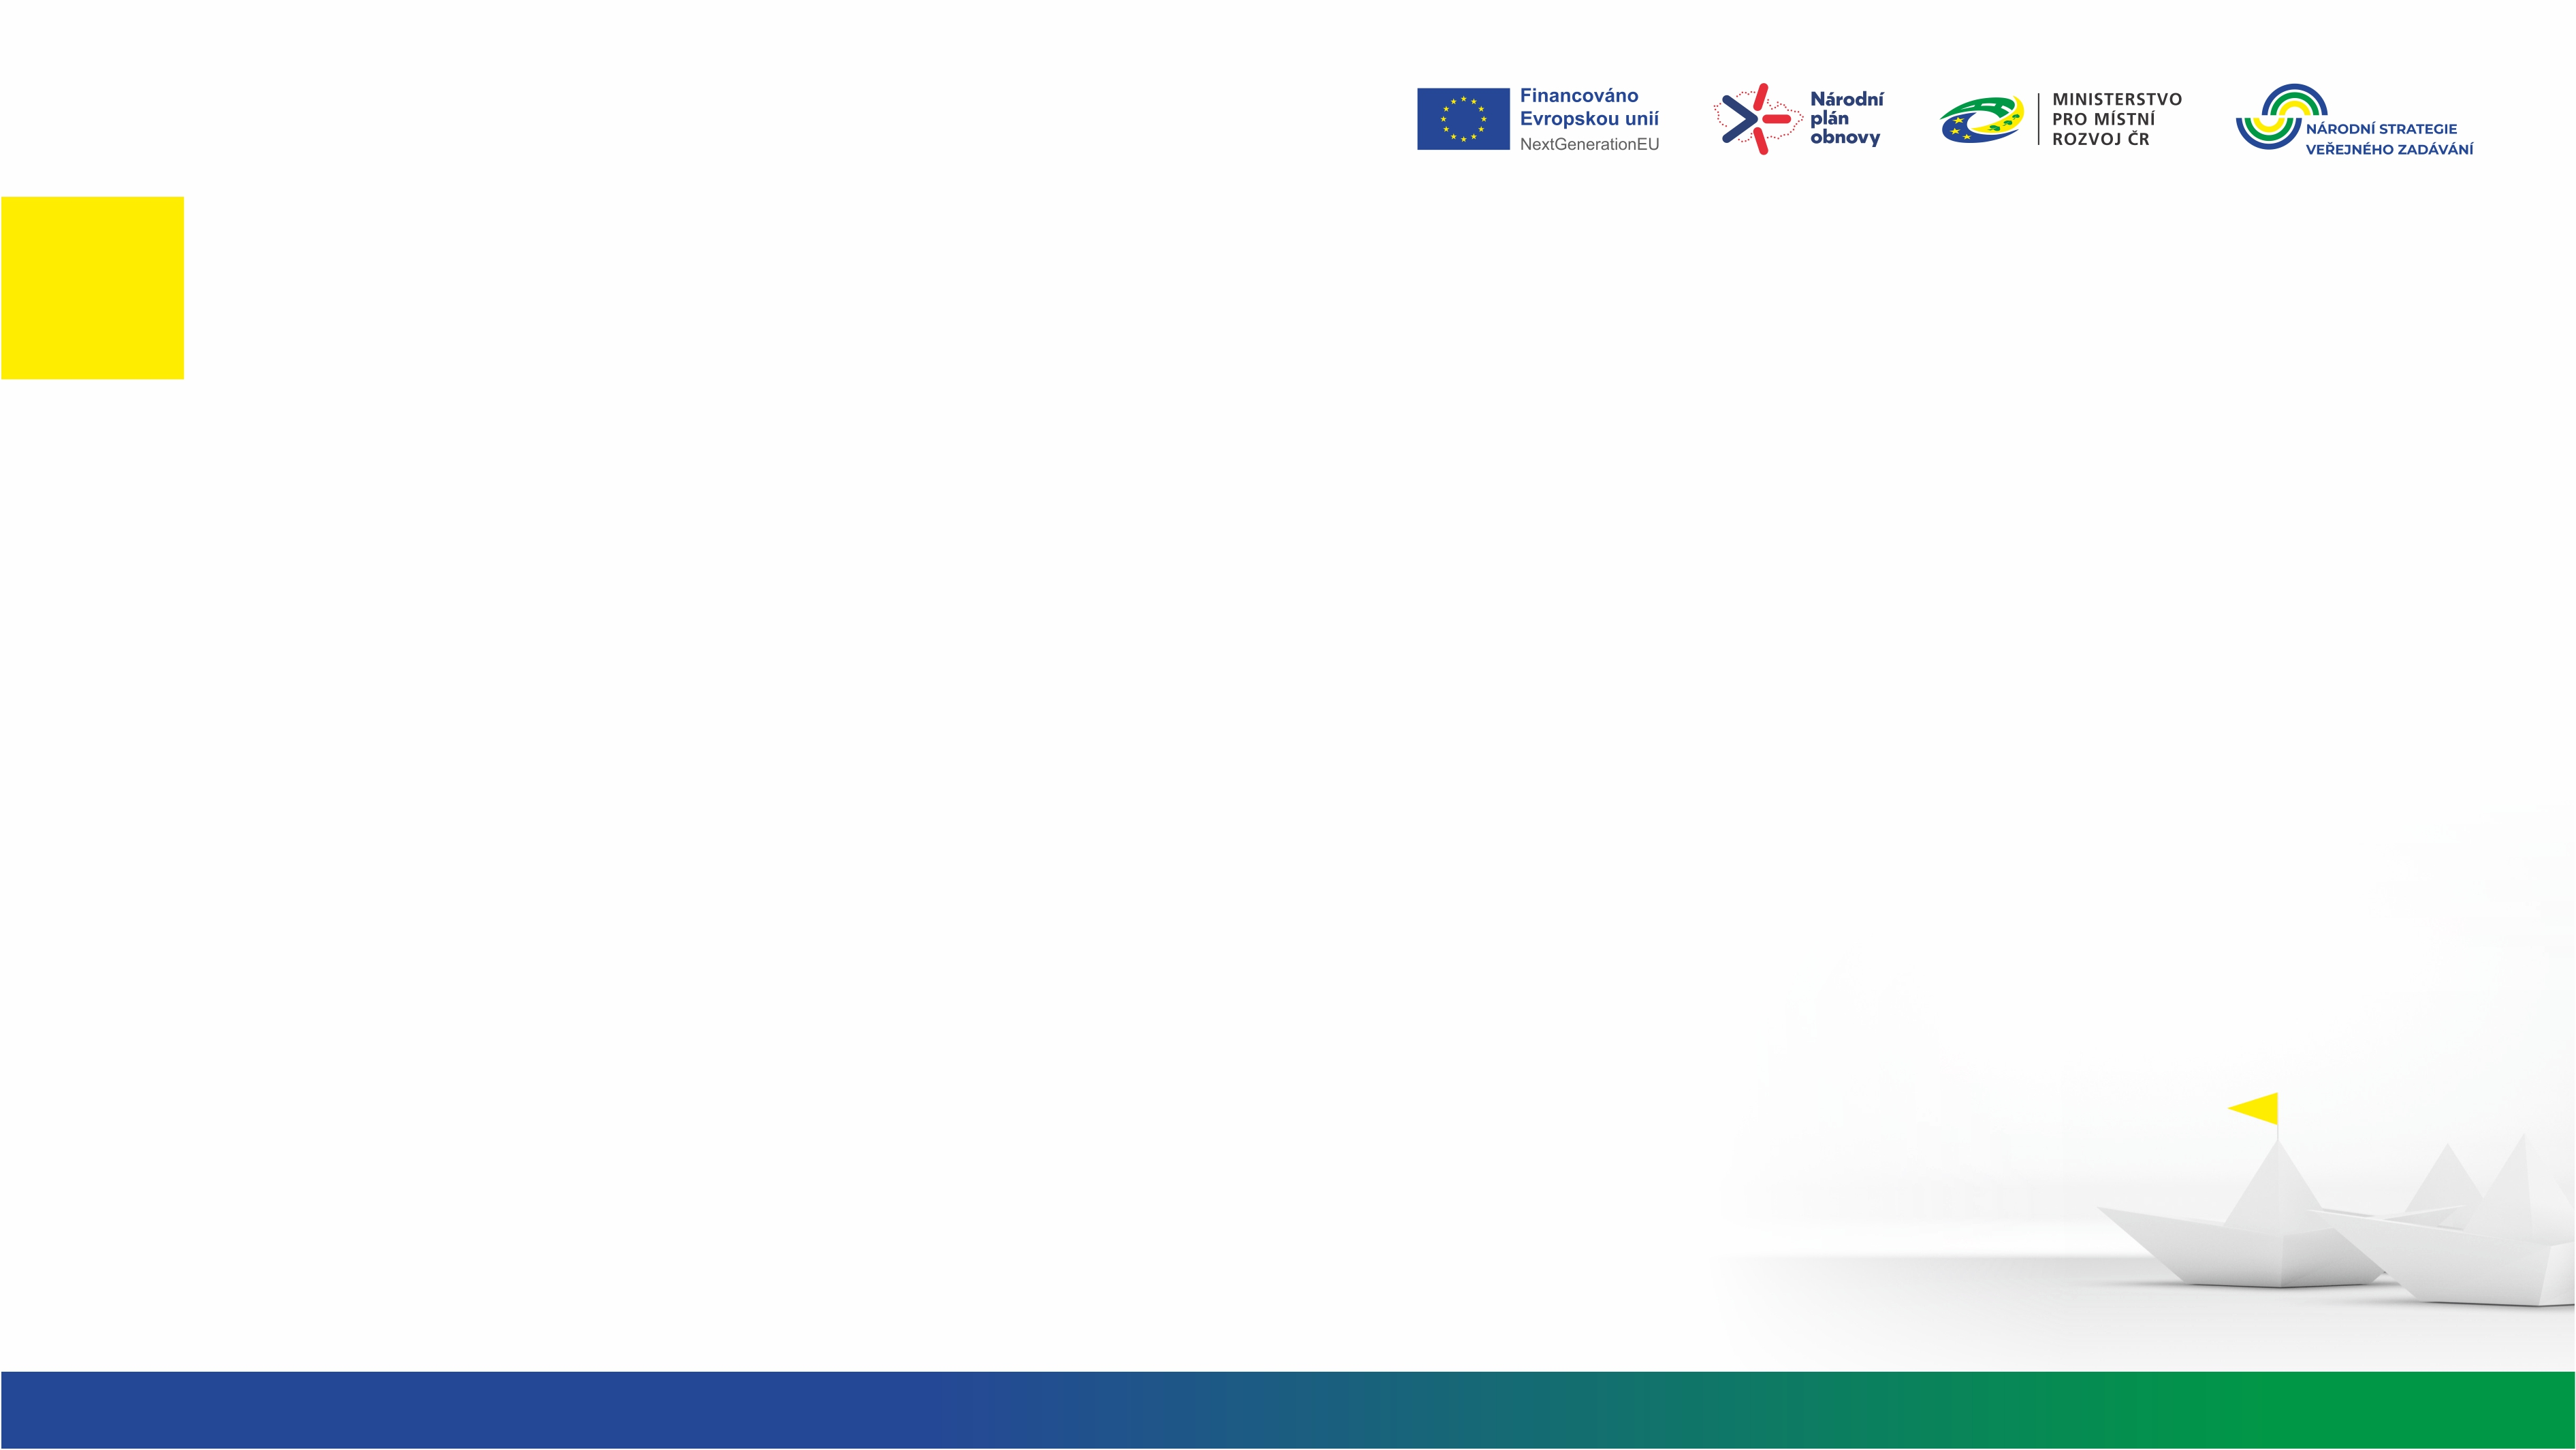 Financováno
Evropskou unií
NextGenerationEU
Národní
plán
obnovy
MINISTERSTVO
PRO MÍSTNÍ
ROZVOJ ČR
NÁRODNÍ STRATEGIE
VEŘEJNÉHO ZADÁVÁNÍ